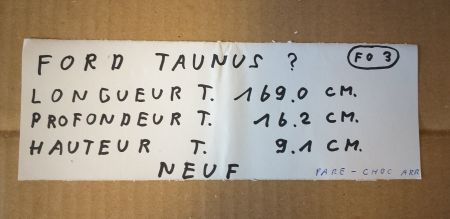 FORD TAUNUS ? FO 3
LONGUEUR T. 169.0 CM.
PROFONDEUR T. 16.2 CM.
HAUTEUR T. 9.1 CM.
NEUF
PARE-CHOC ARR